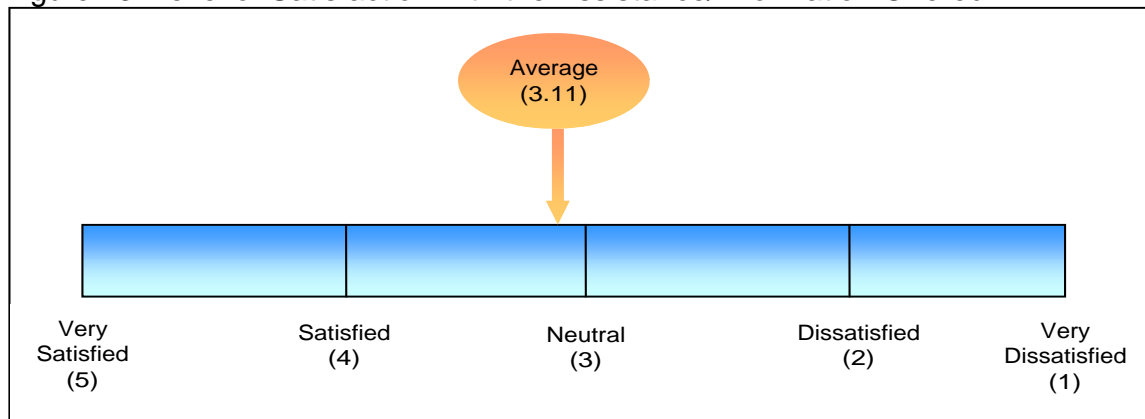 Average
(3.11)
Very
Satisfied
(5)
Satisfied
(4)
Neutral
(3)
Dissatisfied
(2)
Very
Dissatisfied
(1)